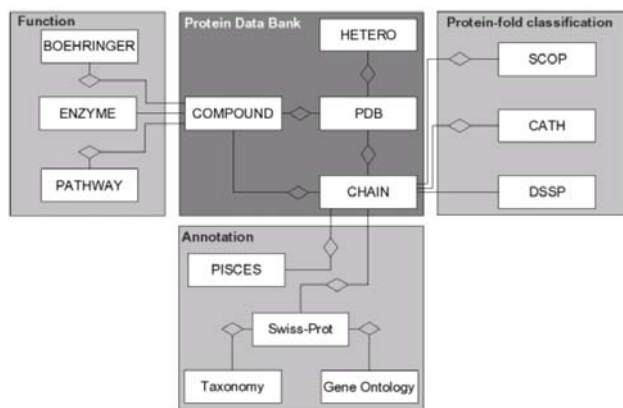 Function
BOEHRINGER
ENZYME
PATHWAY
Protein Data Bank
HETERO
COMPOUND
PDB
CHAIN
Protein-fold classification
SCOP
CATH
DSSP
Annotation
PISCES
Swiss-Prot
Taxonomy
Gene Ontology